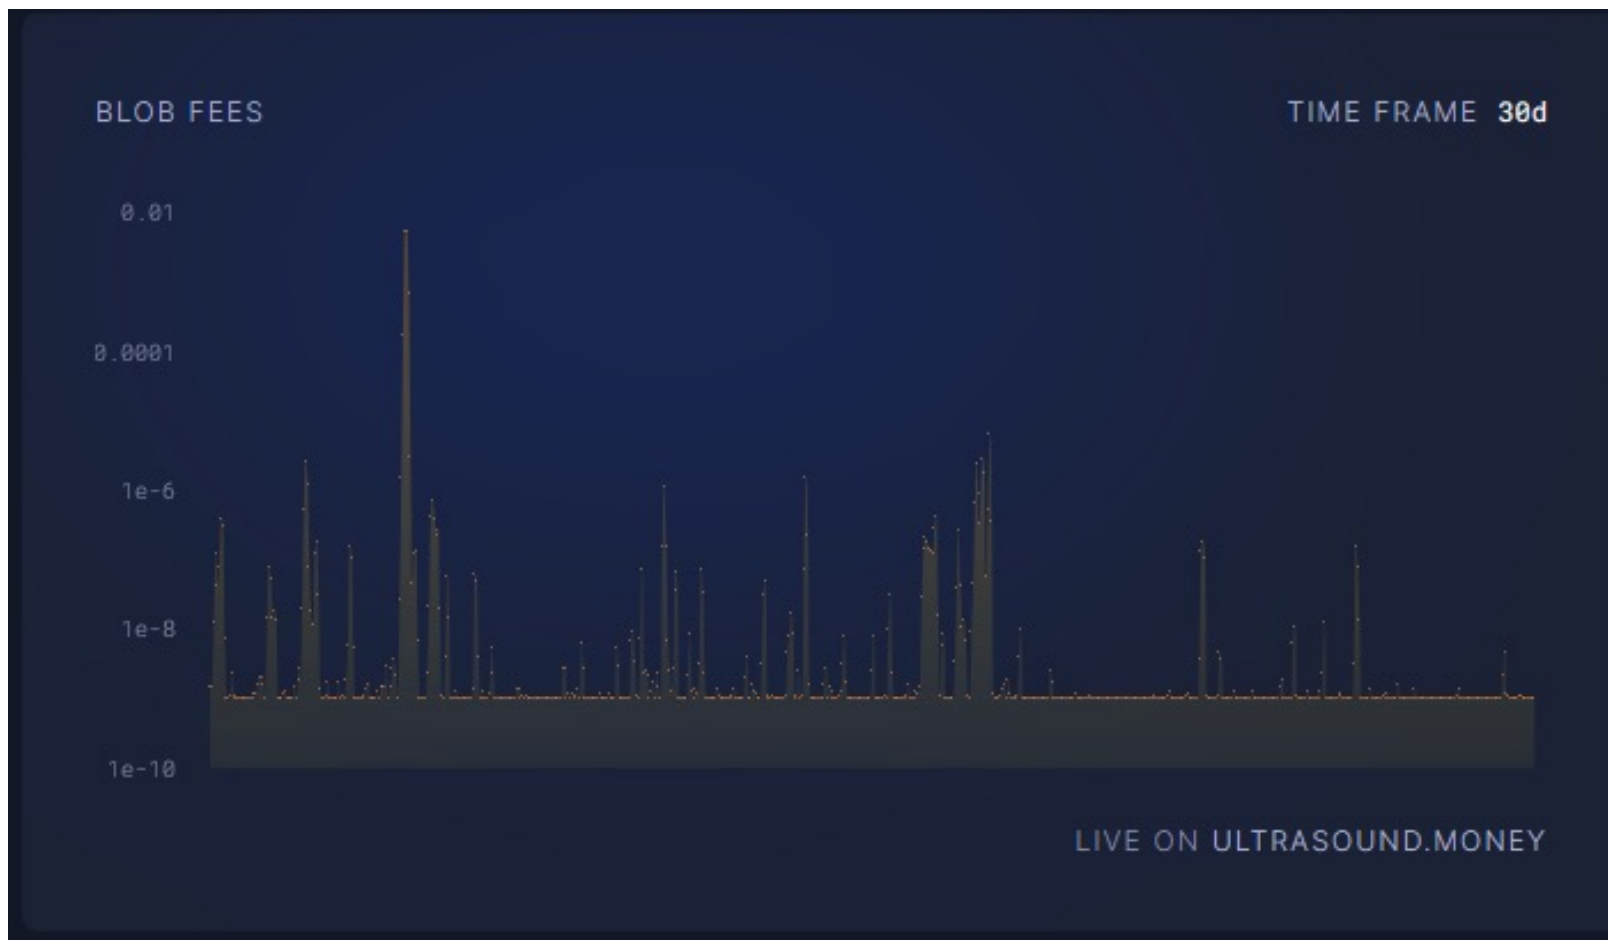 BLOB FEES
TIME FRAME 30d
0.01
0.0001
1e-6
1e-8
1e-10
LIVE ON ULTRASOUND.MONEY